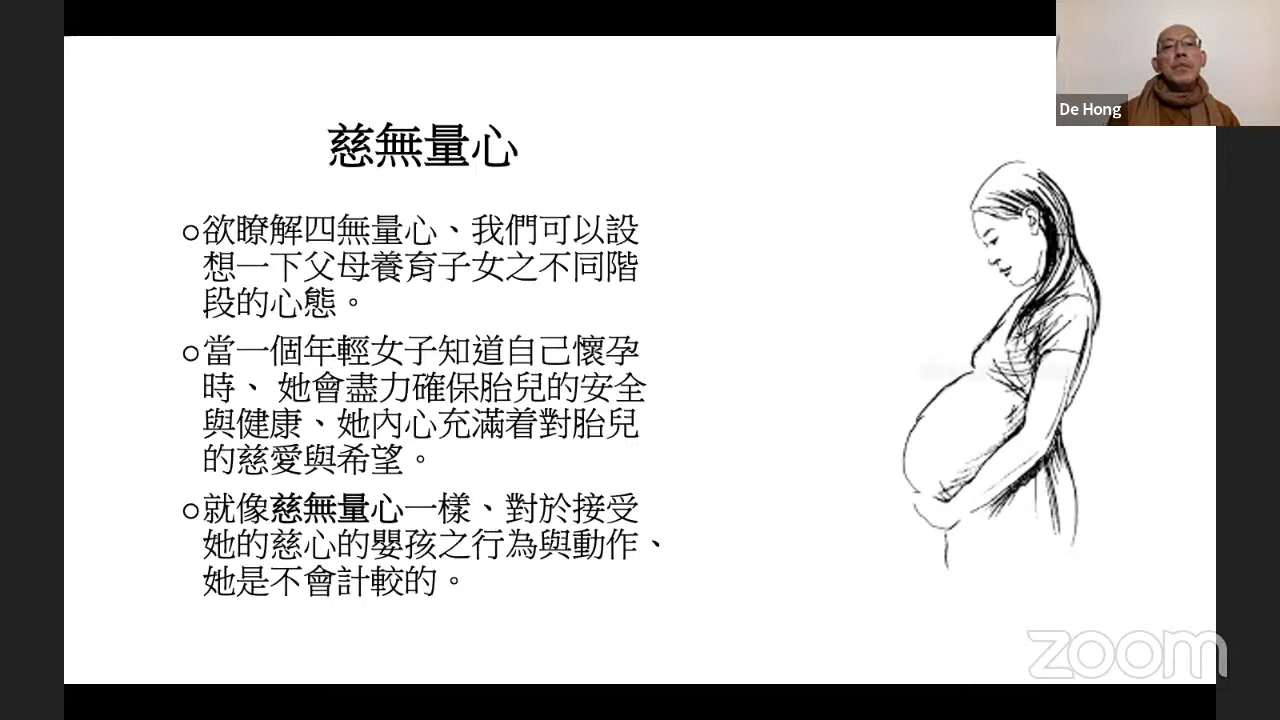 De Hong
慈無量心
○欲瞭解四無量心、我們可以設
想一下父母養育子女之不同階
段的心態。
○當一個年輕女子知道自己懷孕
時、 她會盡力確保胎兒的安全
與健康、她內心充滿着對胎兒
的慈愛與希望。
○就像慈無量心一樣、對於接受
她的慈心的嬰孩之行為與動作、
她是不會計較的。
zoom